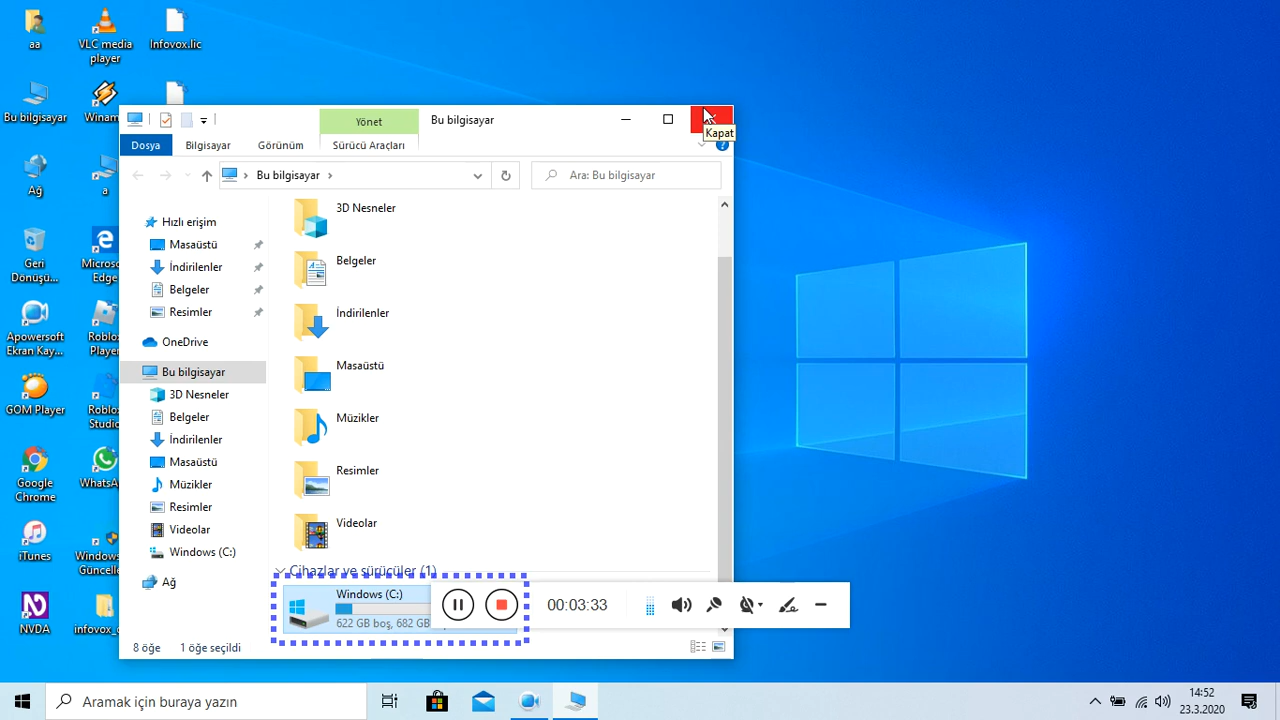 aa
VLC media
player
Infovox.lic
Bu bilgisayar
Winam
Ağ
a
Geri
Dönüşü...
Microso
Edge
Apowersoft
Ekran Kay...
Roblox
Player
GOM Player
Roblox
Studio
Google
Chrome
WhatsA
iTunes
Windows
Güncelle
NVDA
infovox_
Yönet
Bu bilgisayar
Kapat
Dosya
Bilgisayar
Görünüm
Sürücü Araçları
Bu bilgisayar
Ara: Bu bilgisayar
Hızlı erişim
Masaüstü
İndirilenler
Belgeler
Resimler
OneDrive
Bu bilgisayar
3D Nesneler
Belgeler
İndirilenler
Masaüstü
Müzikler
Resimler
Videolar
Windows (C:)
Ağ
3D Nesneler
Belgeler
İndirilenler
Masaüstü
Müzikler
Resimler
Videolar
Cihazlar ve sürücüler (1)
Windows (C:)
622 GB boş, 682 GB
00:03:33
8 öğe
1 öğe seçildi
Aramak için buraya yazın
14:52
23.3.2020